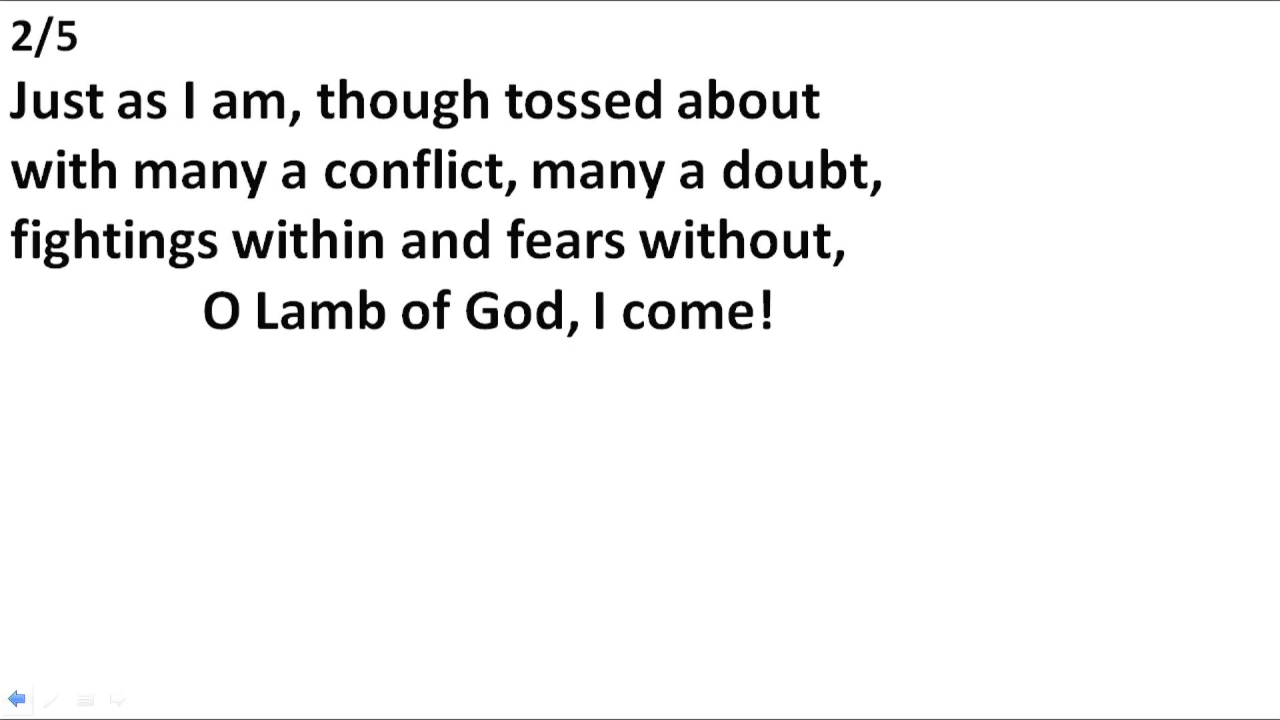 2/5
Just as I am, though tossed about
with many a conflict, many a doubt,
fightings within and fears without,
O Lamb of God, I come!